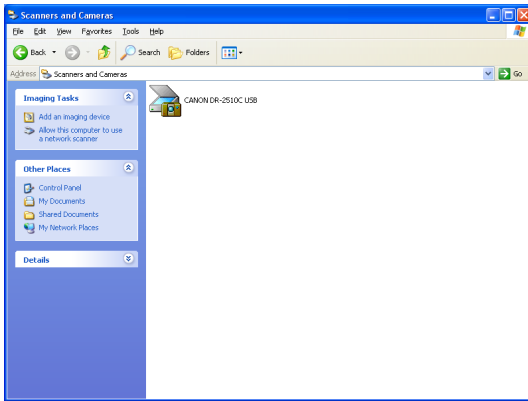 Scanners and Cameras
File Edit View Favorites Tools Help
Back Search Folders
Address Scanners and Cameras Go
Imaging Tasks
Add an imaging device
Allow this computer to use
a network scanner
Other Places
Control Panel
My Documents
Shared Documents
My Network Places
Details
CANON DR-2510C USB